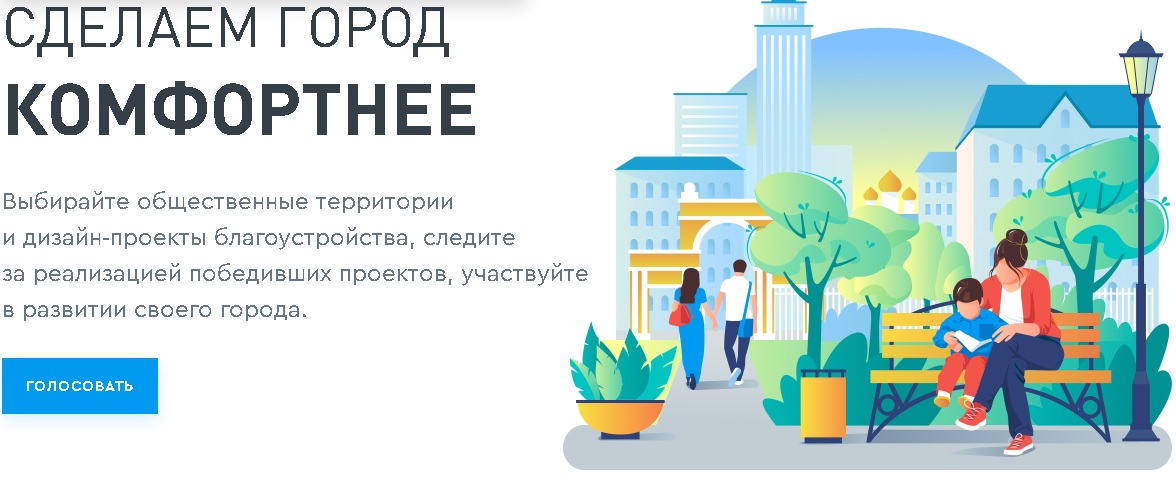 СДЕЛАЕМ ГОРОД
КОМФОРТНЕЕ
Выбирайте общественные территории
и дизайн-проекты благоустройства, следите
за реализацией победивших проектов, участвуйте
в развитии своего города.
ГОЛОСОВАТЬ